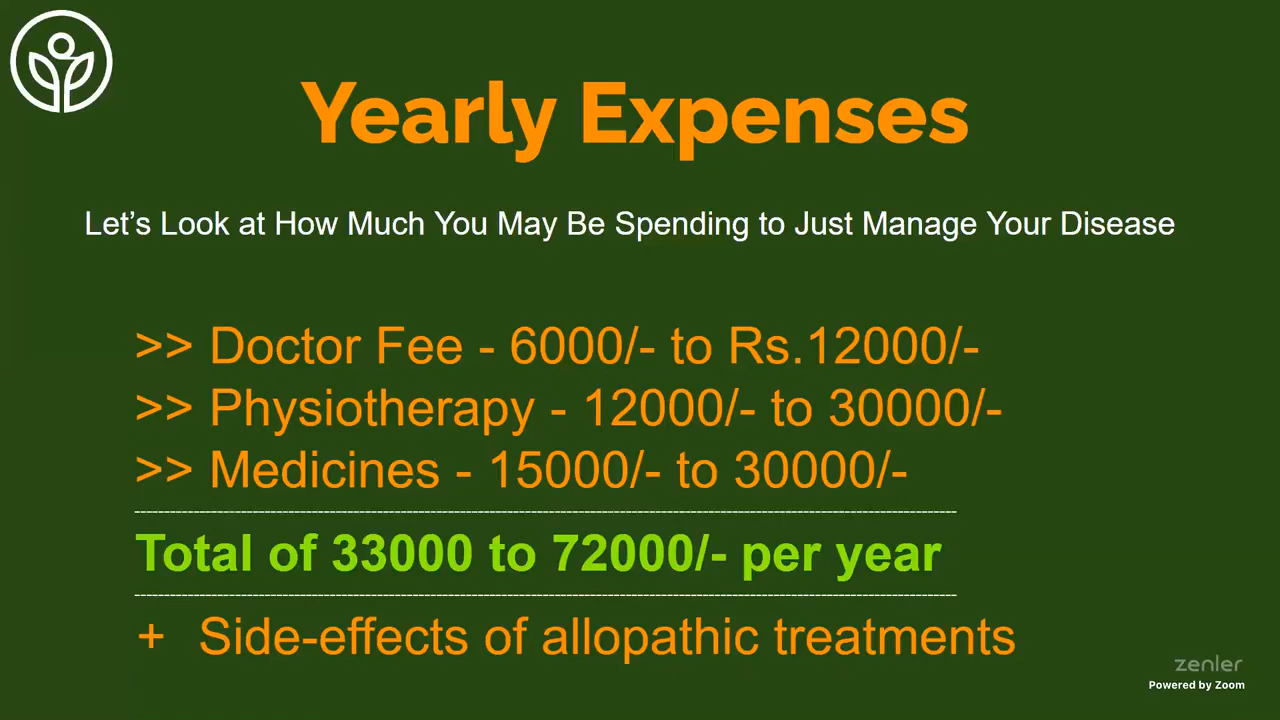 Yearly Expenses
Let’s Look at How Much You May Be Spending to Just Manage Your Disease
>> Doctor Fee - 6000/- to Rs.12000/-
>> Physiotherapy - 12000/- to 30000/-
>> Medicines - 15000/- to 30000/-
Total of 33000 to 72000/- per year
+ Side-effects of allopathic treatments
zenler
Powered by Zoom